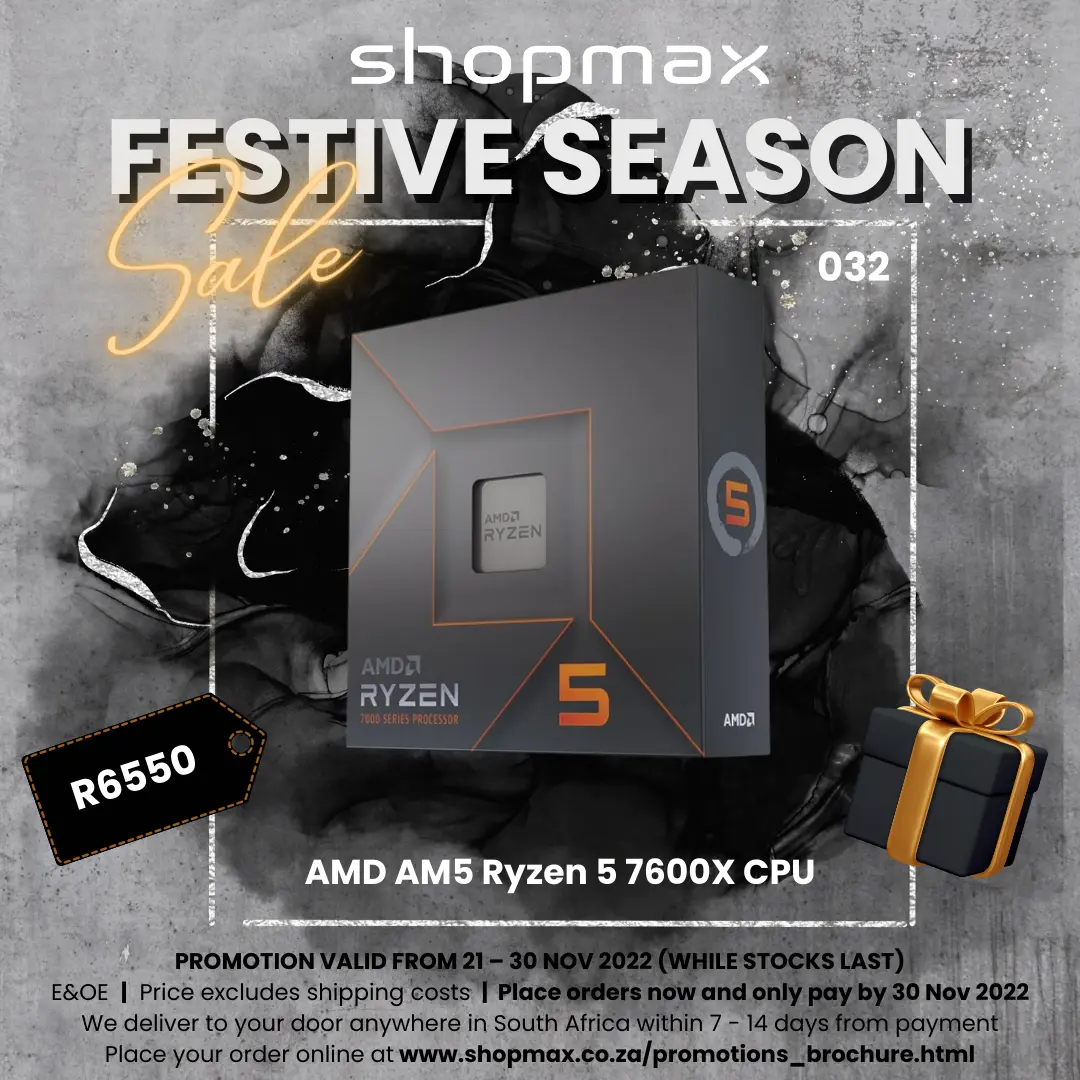 shopmax
FESTIVE SEASON
Sale
032
AMD
RYZEN
5
AMD
RYZEN
7000 SERIES PROCESSOR
5
AMD
R6550
AMD AM5 Ryzen 5 7600X CPU
PROMOTION VALID FROM 21 – 30 NOV 2022 (WHILE STOCKS LAST)
E&OE | Price excludes shipping costs | Place orders now and only pay by 30 Nov 2022
We deliver to your door anywhere in South Africa within 7 - 14 days from payment
Place your order online at www.shopmax.co.za/promotions_brochure.html